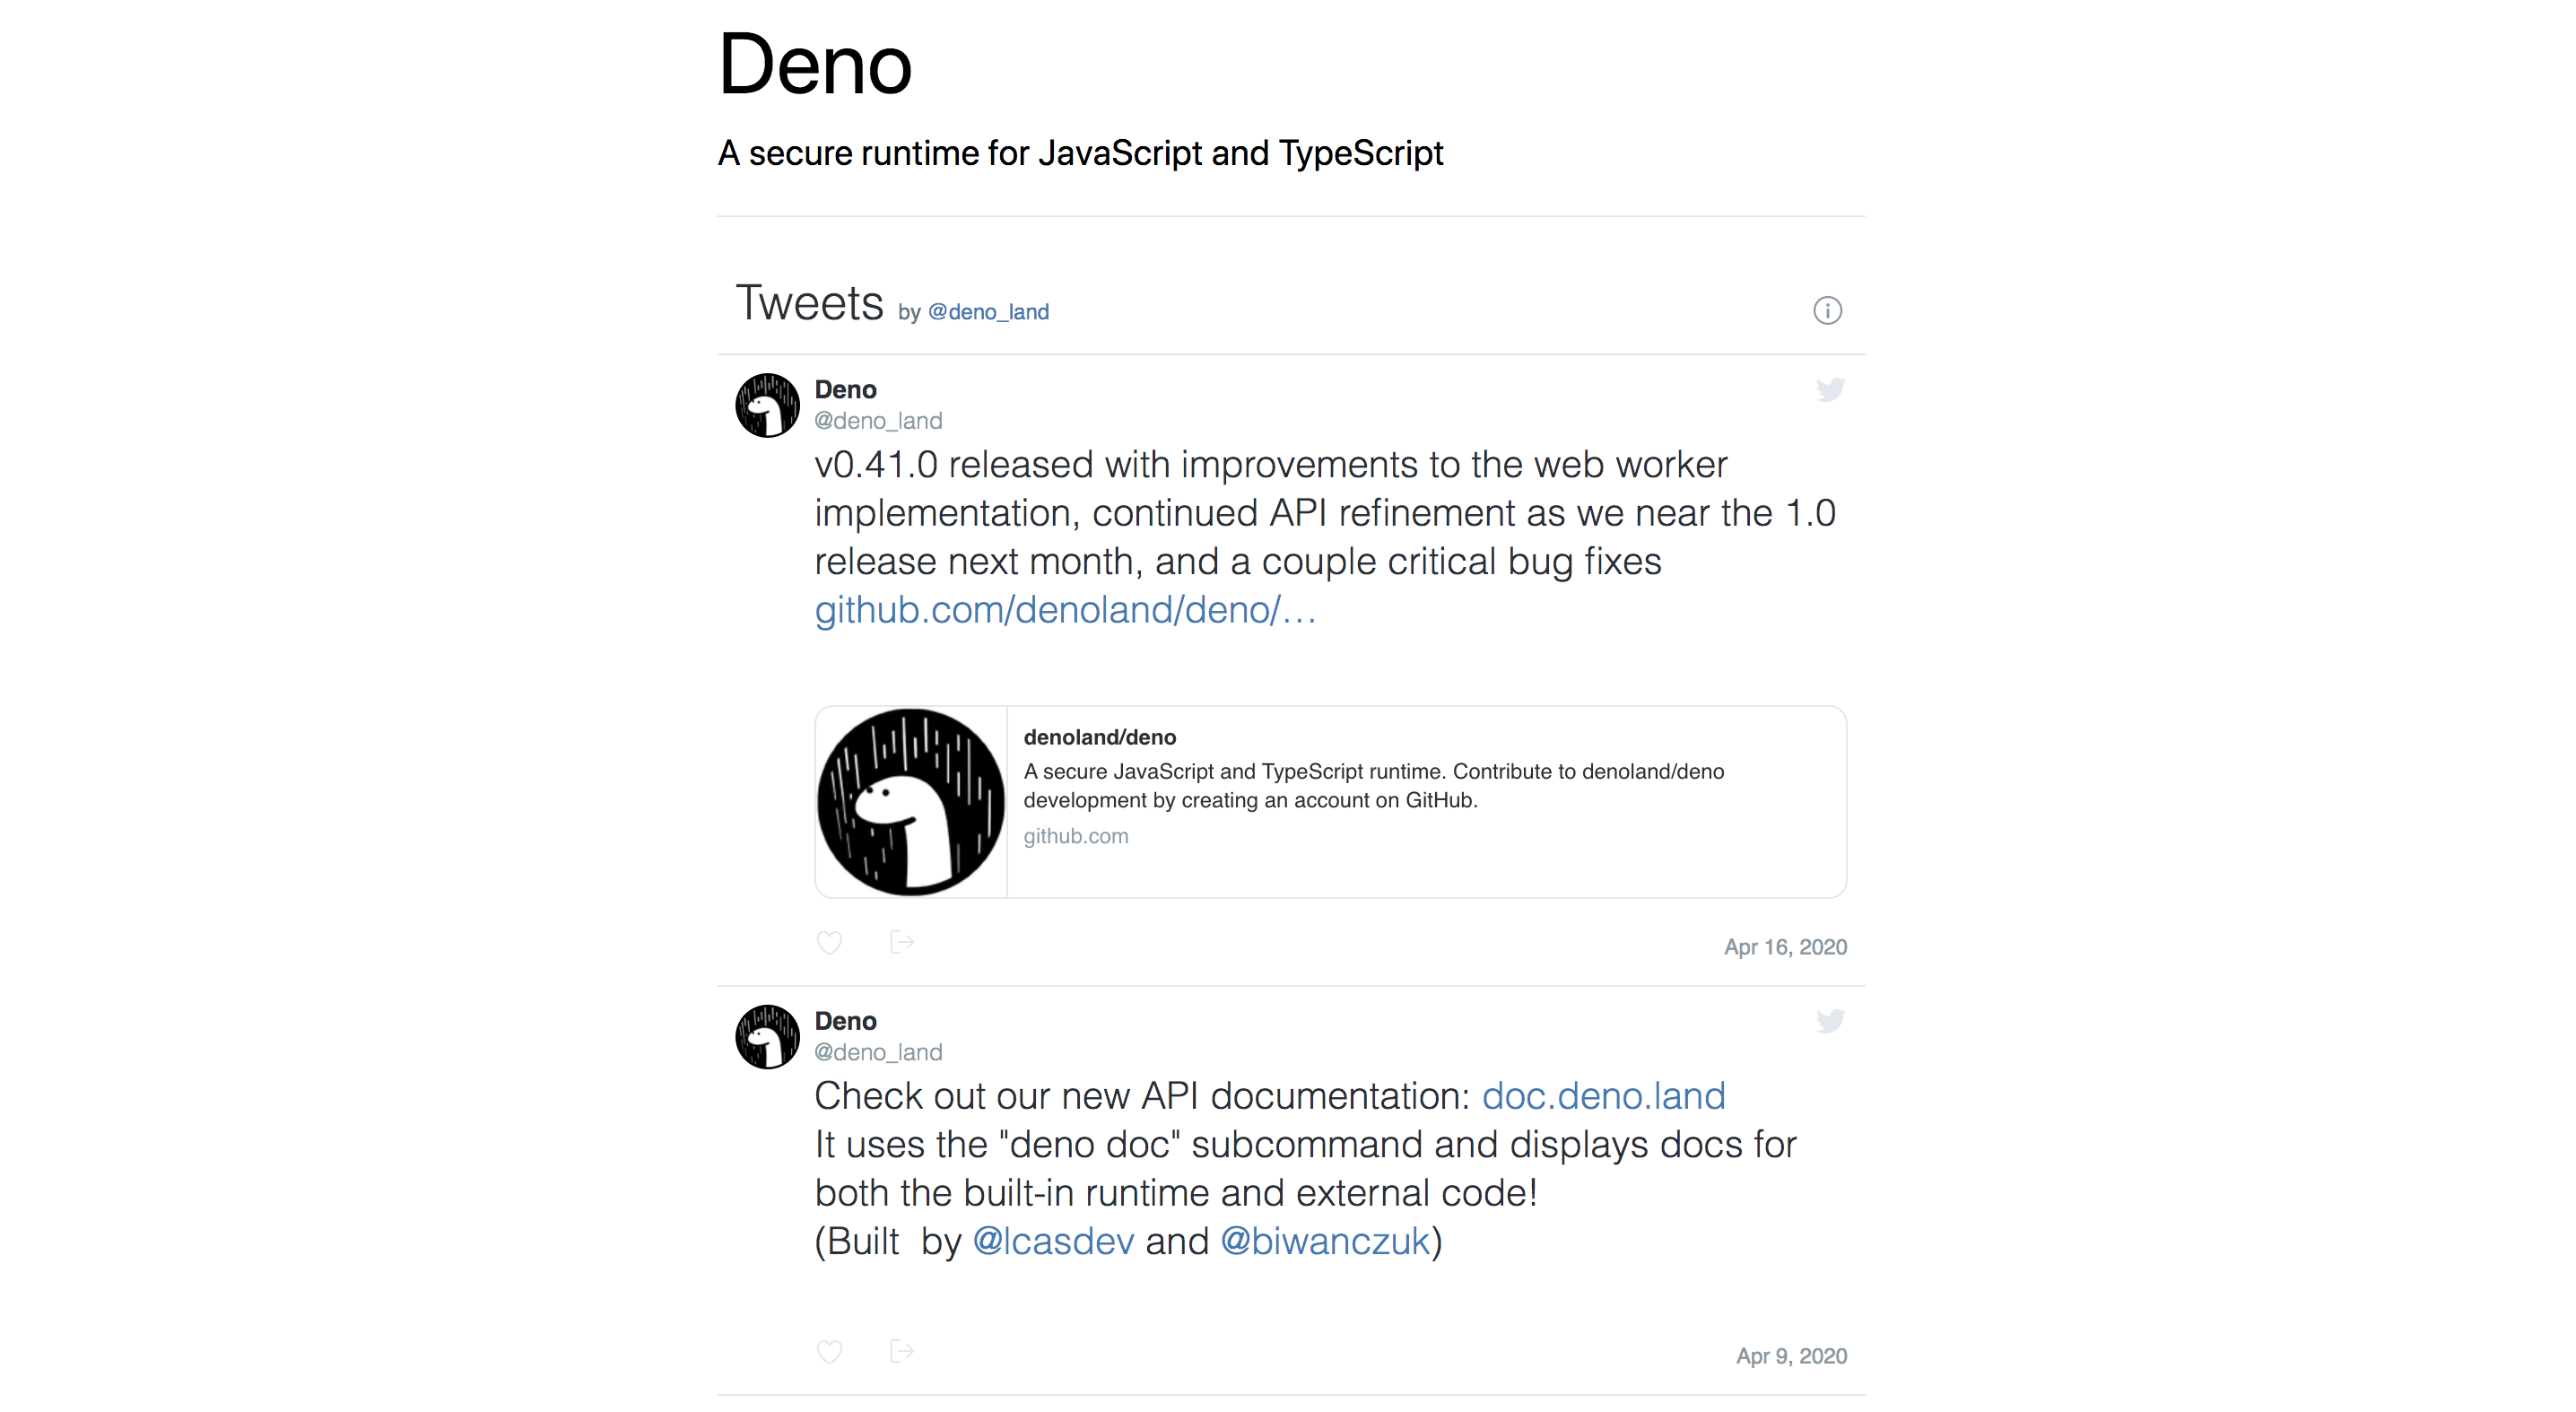 Deno
A secure runtime for JavaScript and TypeScript
Tweets by @deno_land
Deno
@deno_land
v0.41.0 released with improvements to the web worker
implementation, continued API refinement as we near the 1.0
release next month, and a couple critical bug fixes
github.com/denoland/deno/…
denoland/deno
A secure JavaScript and TypeScript runtime. Contribute to denoland/deno
development by creating an account on GitHub.
github.com
Apr 16, 2020
Deno
@deno_land
Check out our new API documentation: doc.deno.land
It uses the "deno doc" subcommand and displays docs for
both the built-in runtime and external code!
(Built  by @lcasdev and @biwanczuk)
Apr 9, 2020